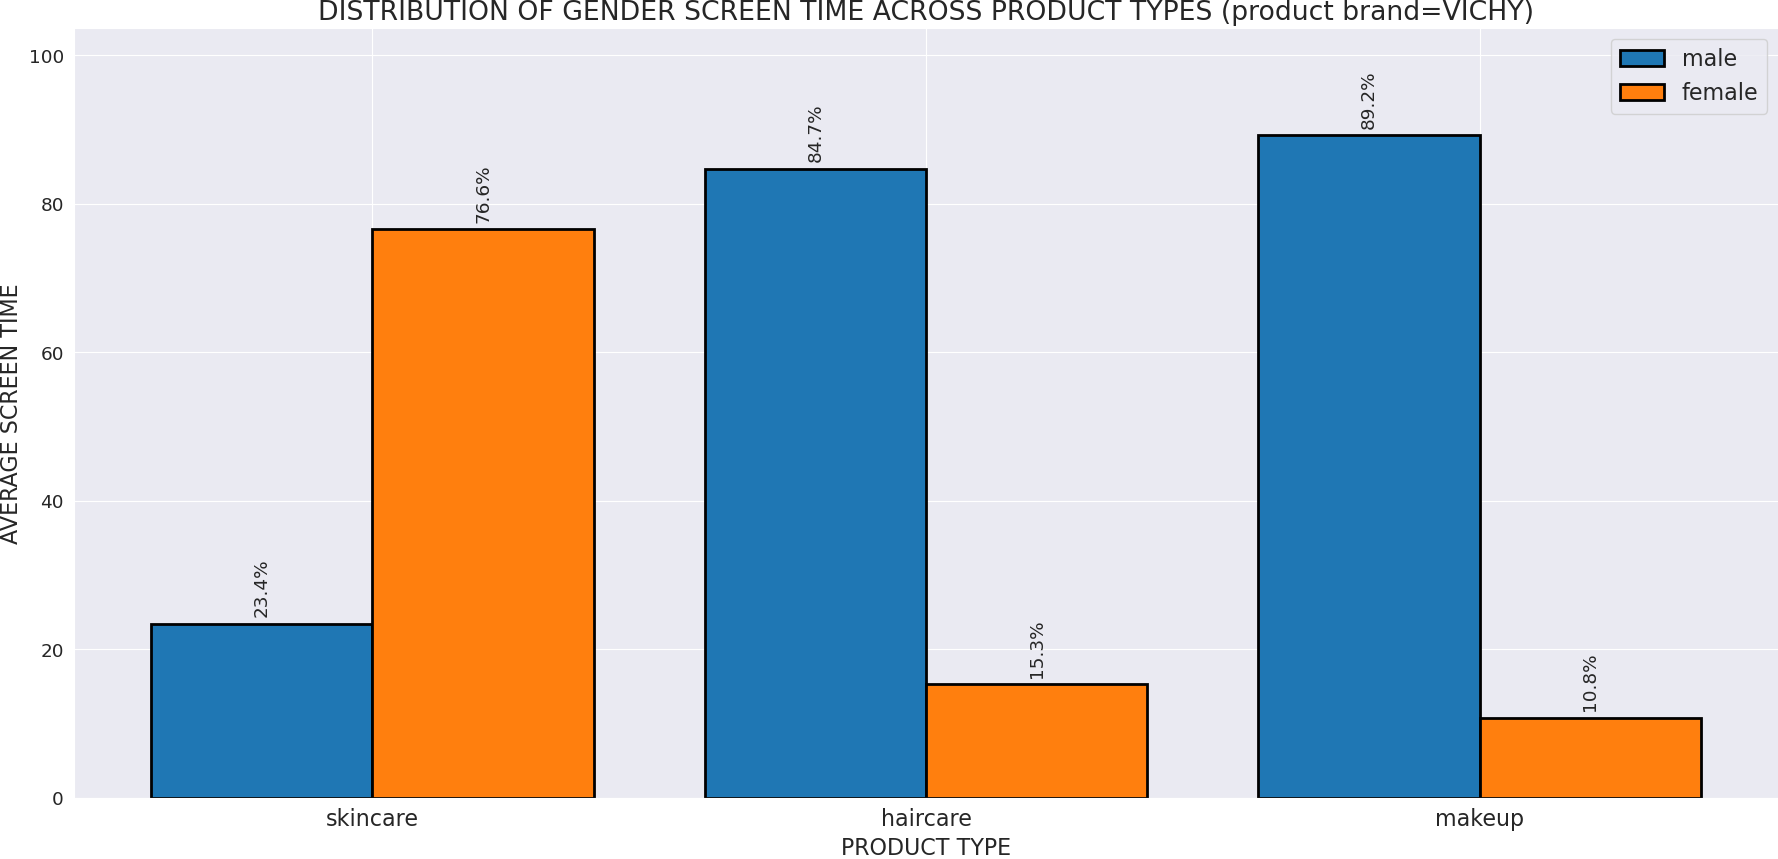 DISTRIBUTION OF GENDER SCREEN TIME ACROSS PRODUCT TYPES (product brand=VICHY)
male
female
AVERAGE SCREEN TIME
100
80
60
40
20
0
23.4%
76.6%
84.7%
15.3%
89.2%
10.8%
skincare
haircare
makeup
PRODUCT TYPE